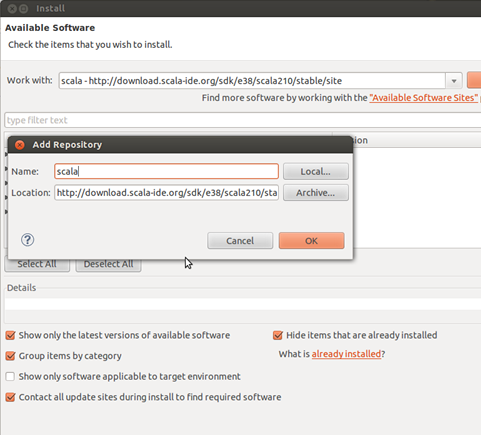 Install
Available Software
Check the items that you wish to install.
Work with: scala - http://download.scala-ide.org/sdk/e38/scala210/stable/site
Find more software by working with the "Available Software Sites"
type filter text
Add Repository
Name: scala Local...
Location: http://download.scala-ide.org/sdk/e38/scala210/sta Archive...
? Cancel OK
Select All Deselect All
Details
Show only the latest versions of available software Hide items that are already installed
Group items by category What is already installed?
Show only software applicable to target environment
Contact all update sites during install to find required software